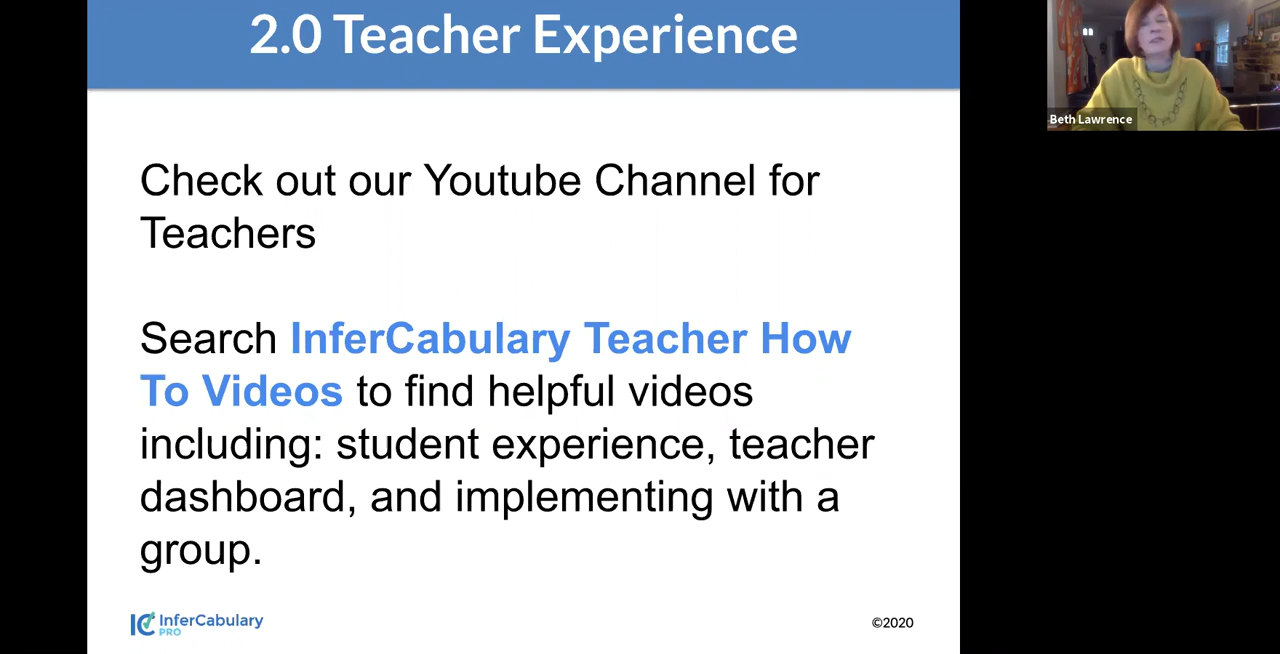 2.0 Teacher Experience
Beth Lawrence
Check out our Youtube Channel for
Teachers
Search InferCabulary Teacher How
To Videos to find helpful videos
including: student experience, teacher
dashboard, and implementing with a
group.
IC InferCabulary
PRO
©2020